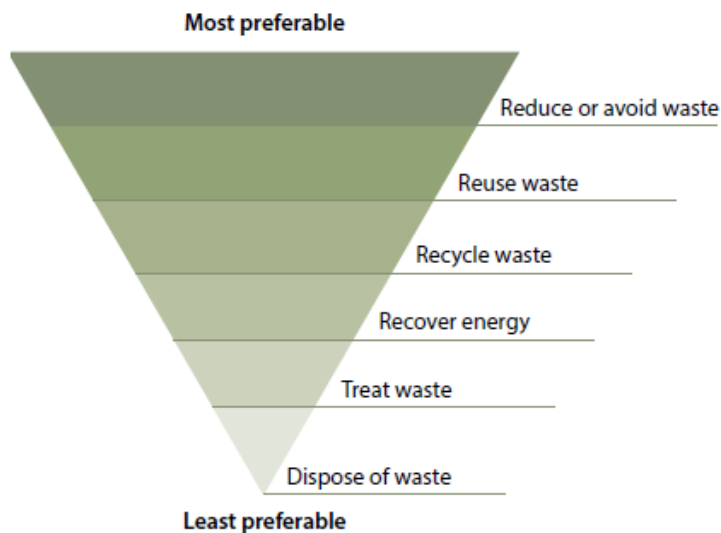 Most preferable
Reduce or avoid waste
Reuse waste
Recycle waste
Recover energy
Treat waste
Dispose of waste
Least preferable